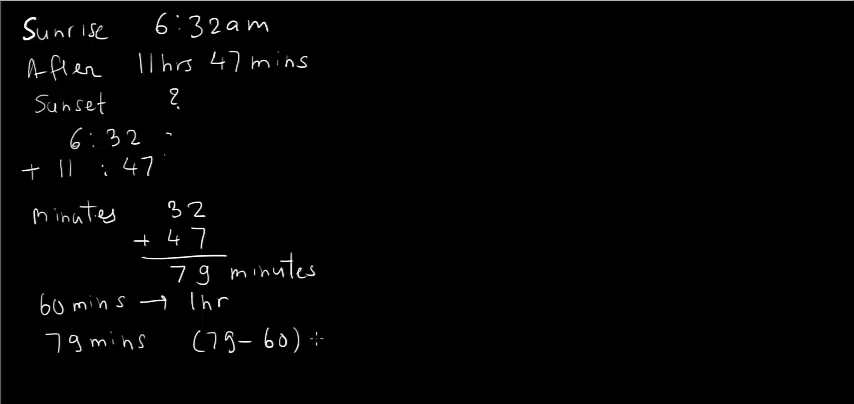 Sunrise 6:32am
After 11hrs 47mins
Sunset ?
6:32
+ 11 : 47
minutes 32
+ 47
79 minutes
60 mins → 1hr
79 mins (79 - 60) +